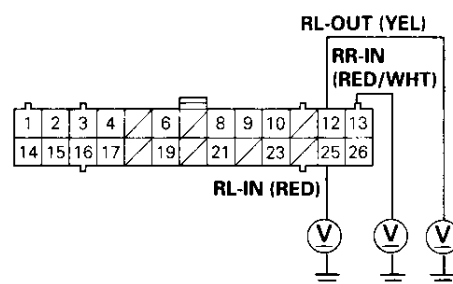 RL-OUT (YEL)
RR-IN
(RED/WHT)
1 2 3 4 6 8 9 10 12 13
14 15 16 17 19 21 23 25 26
RL-IN (RED)
V V V